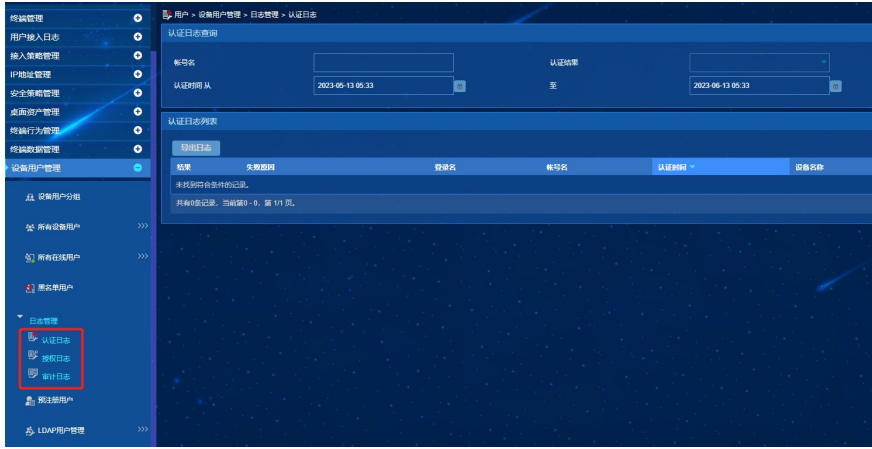 终端管理
用户接入日志
接入策略管理
IP地址管理
安全策略管理
桌面资产管理
终端行为管理
终端数据管理
设备用户管理
设备用户分组
所有设备用户 >>>
所有在线用户 >>>
黑名单用户
日志管理
认证日志
授权日志
审计日志
预注册用户
LDAP用户管理 >>>
用户 > 设备用户管理 > 日志管理 > 认证日志
认证日志查询
帐号名 认证结果
认证时间 从 2023-05-13 05:33 至 2023-06-13 05:33
认证日志列表
导出日志
结果 失败原因 登录名 帐号名 认证时间 设备名称
未找到符合条件的记录。
共有0条记录，当前第0 - 0，第 1/1 页。